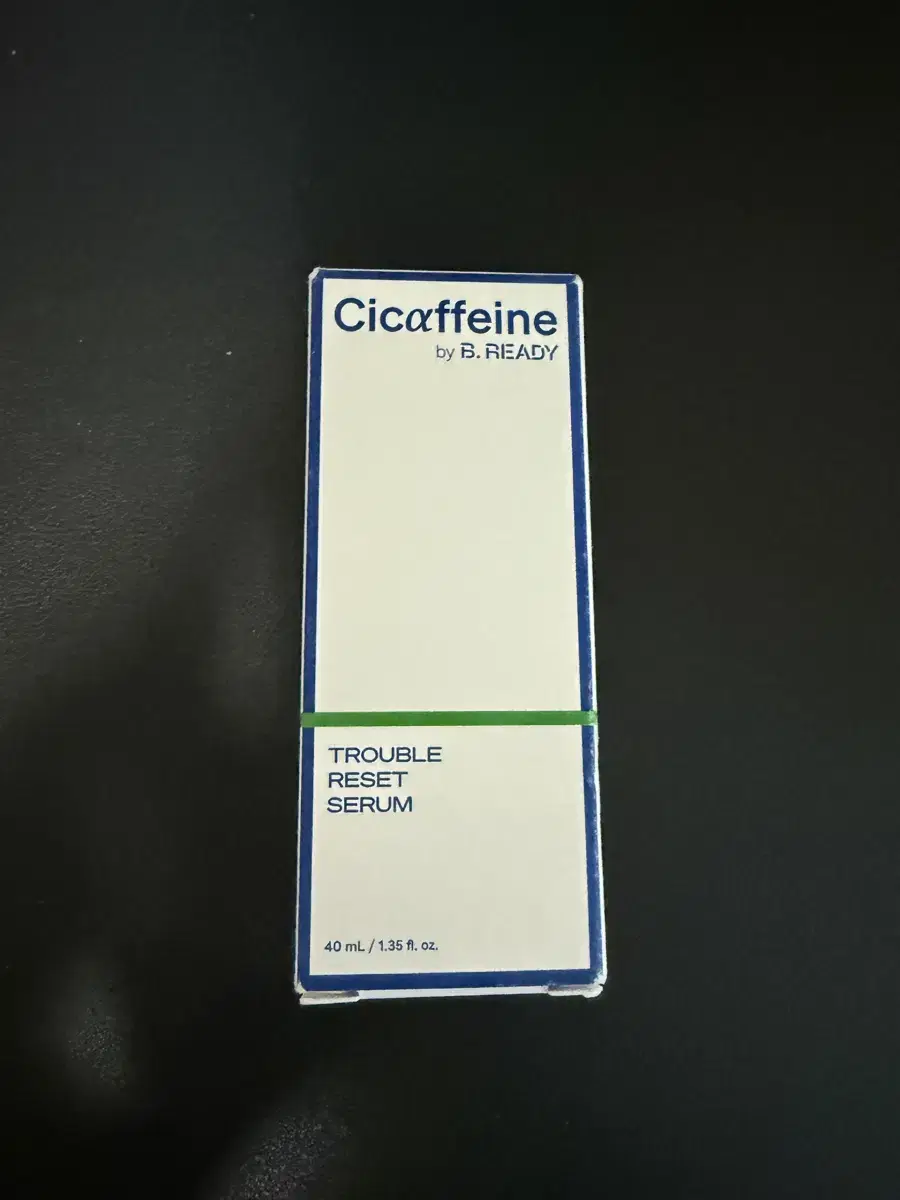 Cicαffeine
by B. READY
TROUBLE
RESET
SERUM
40 mL / 1.35 fl. oz.